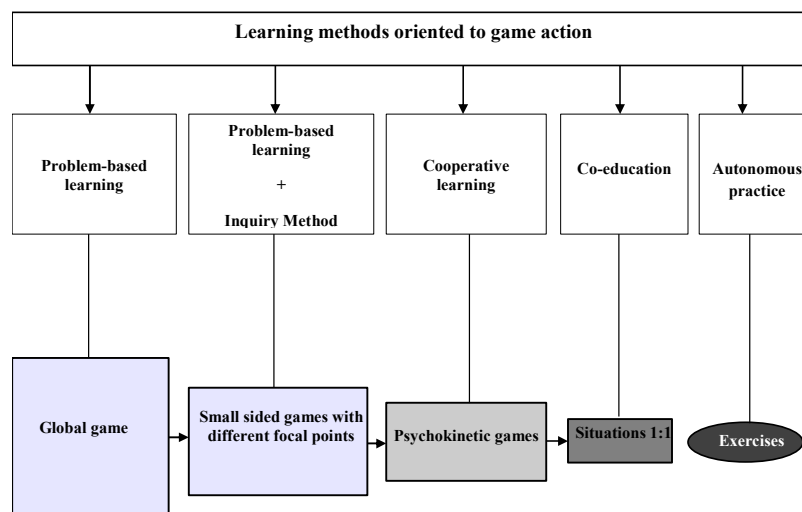 Learning methods oriented to game action
Problem-based
learning
Problem-based
learning
+
Inquiry Method
Cooperative
learning
Co-education
Autonomous
practice
Global game
Small sided games with
different focal points
Psychokinetic games
Situations 1:1
Exercises